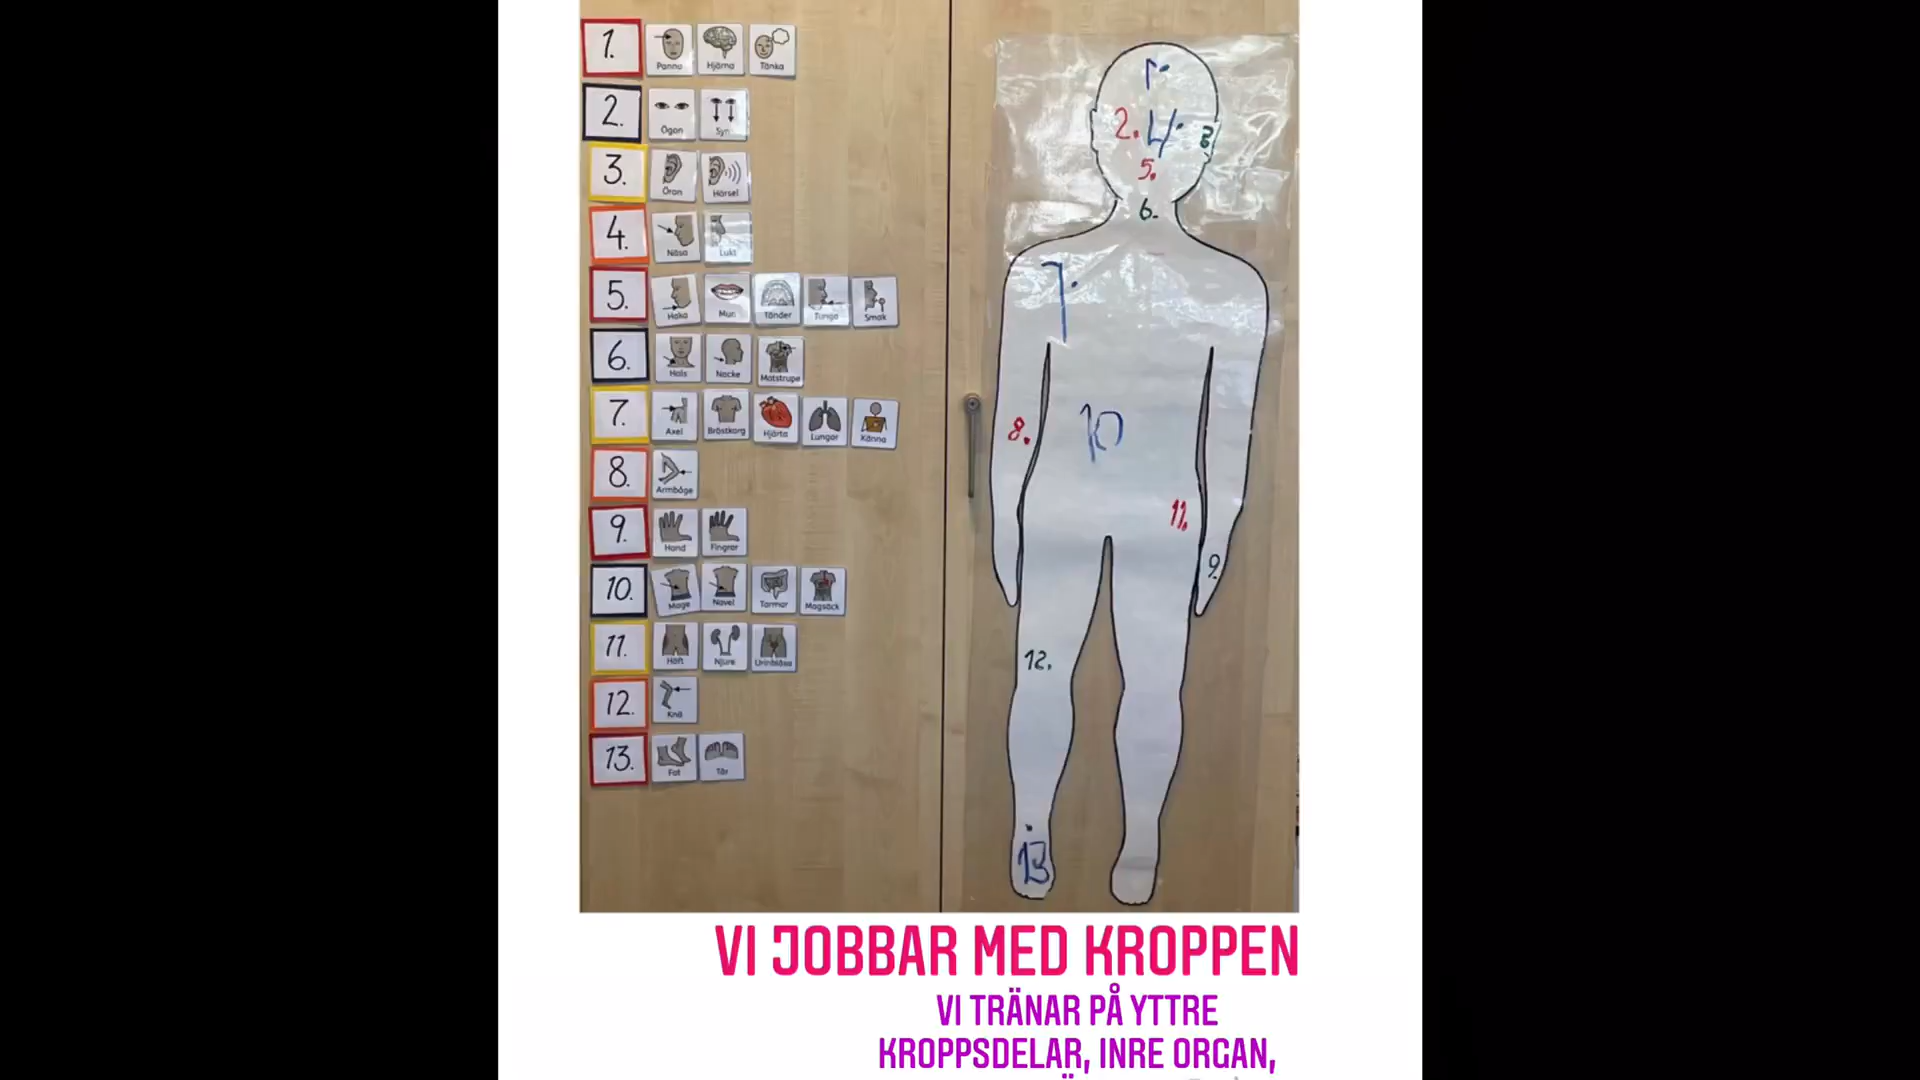 1. Panna Hjärna Tänka
2. Ögon Syn
3. Öron Hörsel
4. Näsa Lukt
5. Haka Mun Tänder Tunga Smak
6. Hals Nacke Matstrupe
7. Axel Bröstkorg Hjärta Lungor Känna
8. Armbåge
9. Hand Fingrar
10. Mage Navel Tarmar Magsäck
11. Höft Njure Urinblåsa
12. Knä
13. Fot Tår
1.
2. 4. 3
5.
6.
7.
8. 10
11.
9.
12.
13
VI JOBBAR MED KROPPEN
VI TRÄNAR PÅ YTTRE
KROPPSDELAR, INRE ORGAN,